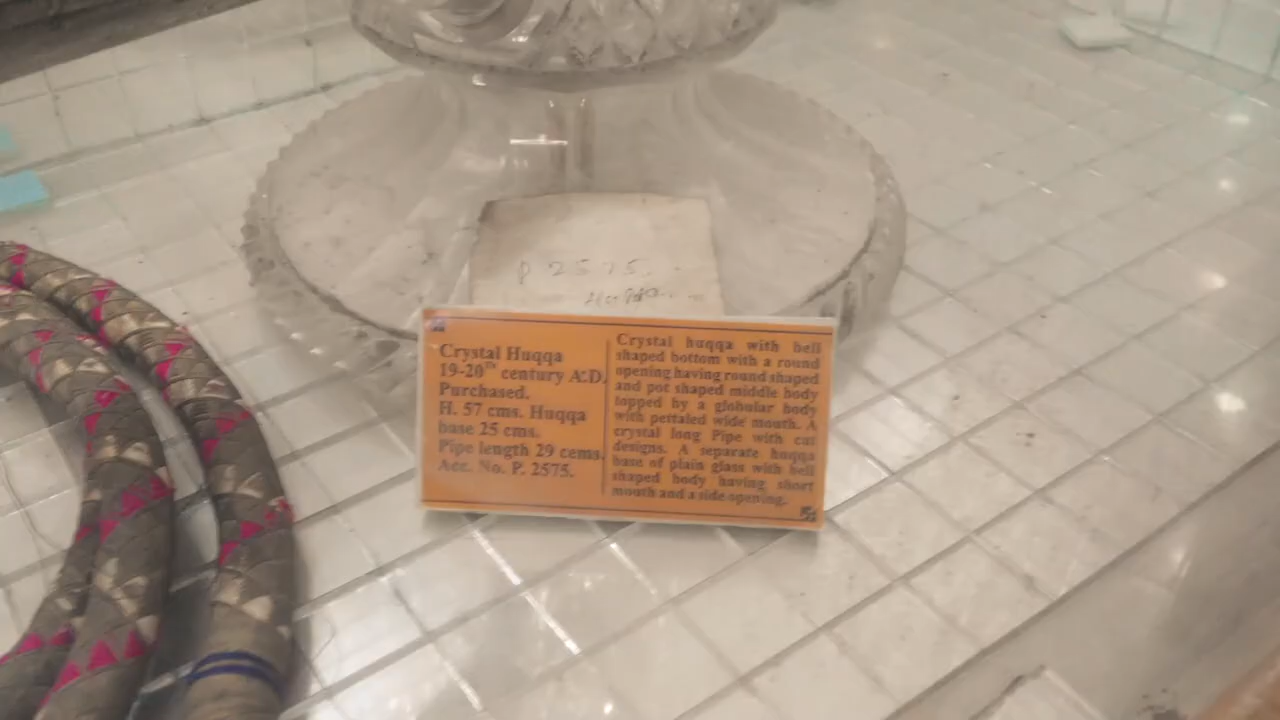 P 2575
Crystal Huqqa
19-20Th century A.D.
Purchased.
H. 57 cms. Huqqa
base 25 cms.
Pipe length 29 cems.
Acc. No. P. 2575.
Crystal huqqa with bell
shaped bottom with a round
opening having round shaped
and pot shaped middle body
topped by a globular body
with pettaled wide mouth. A
crystal long Pipe with cut
designs. A separate huqqa
base of plain glass with bell
shaped body having short
mouth and a side opening.